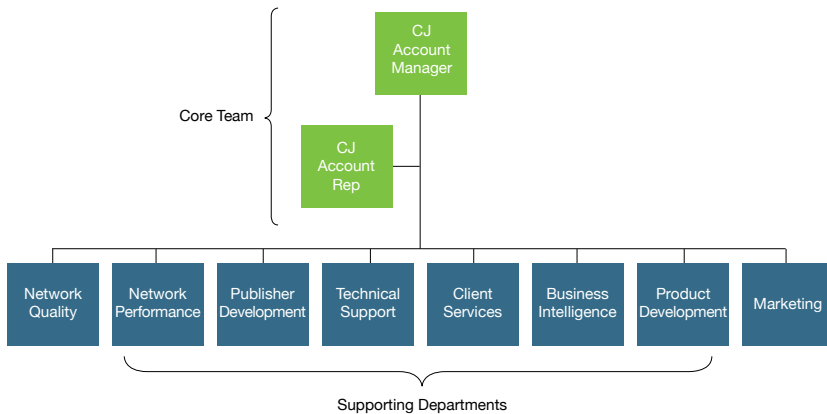 CJ
Account
Manager
Core Team
CJ
Account
Rep
Network
Quality
Network
Performance
Publisher
Development
Technical
Support
Client
Services
Business
Intelligence
Product
Development
Marketing
Supporting Departments